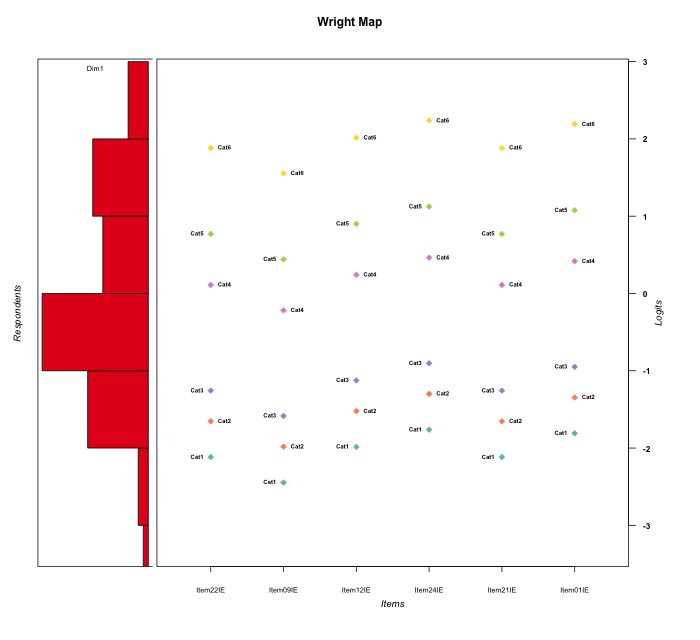 Wright Map
Dim1
3
2
1
0
-1
-2
-3
Respondents
Logits
Cat6 Cat6 Cat6 Cat6 Cat6 Cat6
Cat5 Cat5 Cat5 Cat5 Cat5 Cat5
Cat4 Cat4 Cat4 Cat4 Cat4 Cat4
Cat3 Cat3 Cat3 Cat3 Cat3 Cat3
Cat2 Cat2 Cat2 Cat2 Cat2 Cat2
Cat1 Cat1 Cat1 Cat1 Cat1 Cat1
Item22IE Item09IE Item12IE Item24IE Item21IE Item01IE
Items